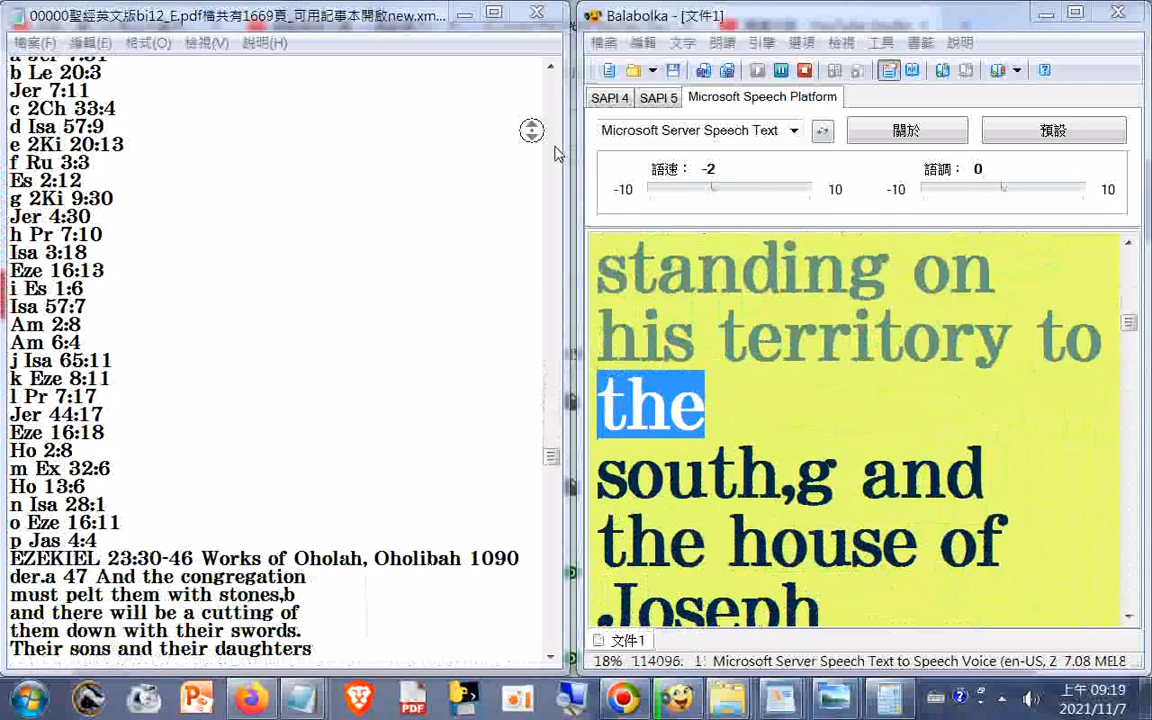 00000聖經英文版bi12_E.pdf檔共有1669頁_可用記事本開啟new.xm...
檔案(F) 編輯(E) 格式(O) 檢視(V) 說明(H)
b Le 20:3
Jer 7:11
c 2Ch 33:4
d Isa 57:9
e 2Ki 20:13
f Ru 3:3
Es 2:12
g 2Ki 9:30
Jer 4:30
h Pr 7:10
Isa 3:18
Eze 16:13
i Es 1:6
Isa 57:7
Am 2:8
Am 6:4
j Isa 65:11
k Eze 8:11
l Pr 7:17
Jer 44:17
Eze 16:18
Ho 2:8
m Ex 32:6
Ho 13:6
n Isa 28:1
o Eze 16:11
p Jas 4:4
EZEKIEL 23:30-46 Works of Oholah, Oholibah 1090
der.a 47 And the congregation
must pelt them with stones,b
and there will be a cutting of
them down with their swords.
Their sons and their daughters
Balabolka - [文件1]
檔案 編輯 文字 朗讀 引擎 選項 檢視 工具 書籤 說明
SAPI 4 SAPI 5 Microsoft Speech Platform
Microsoft Server Speech Text 關於 預設
語速： -2 語調： 0
-10 10 -10 10
standing on
his territory to
the
south,g and
the house of
Joseph
文件1
18% 114096: Microsoft Server Speech Text to Speech Voice (en-US, Z 7.08 MEL8
PDF
上午 09:19
2021/11/7